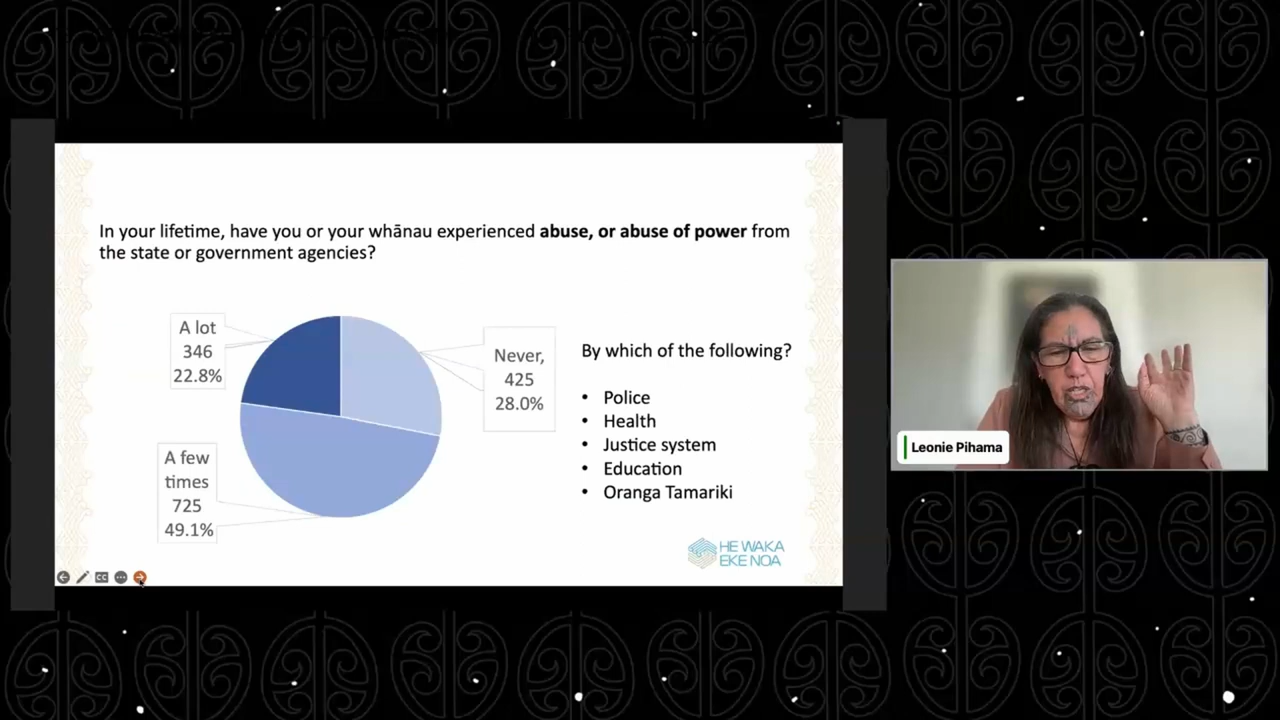 In your lifetime, have you or your whānau experienced abuse, or abuse of power from
the state or government agencies?
A lot
346
22.8%
Never,
425
28.0%
A few
times
725
49.1%
By which of the following?
• Police
• Health
• Justice system
• Education
• Oranga Tamariki
HE WAKA
EKE NOA
CC
Leonie Pihama